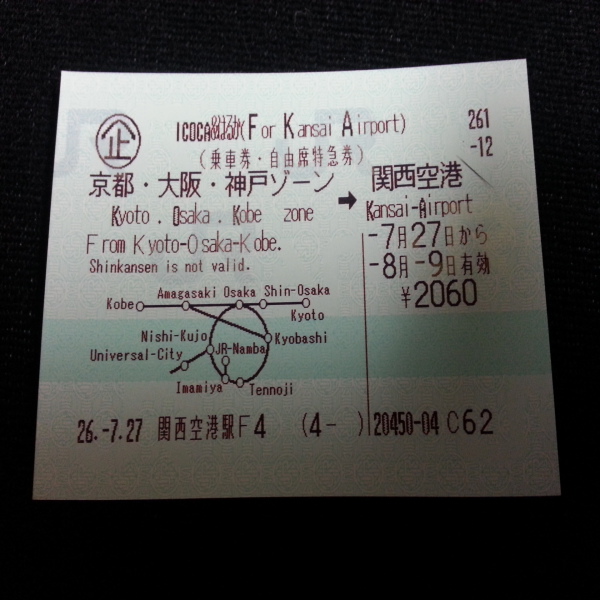 企 ICOCA&はるか(For Kansai Airport) 261
(乗車券・自由席特急券) -12
京都・大阪・神戸ゾーン → 関西空港
Kyoto . Osaka . Kobe zone Kansai-Airport
From Kyoto-Osaka-Kobe. -7月27日から
Shinkansen is not valid. -8月-9日有効
¥2060
Amagasaki Osaka Shin-Osaka
Kobe
Kyoto
Nishi-Kujo Kyobashi
Universal-City JR-Namba
Imamiya Tennoji
26.-7.27 関西空港駅F4 (4- ) 20450-04 C62